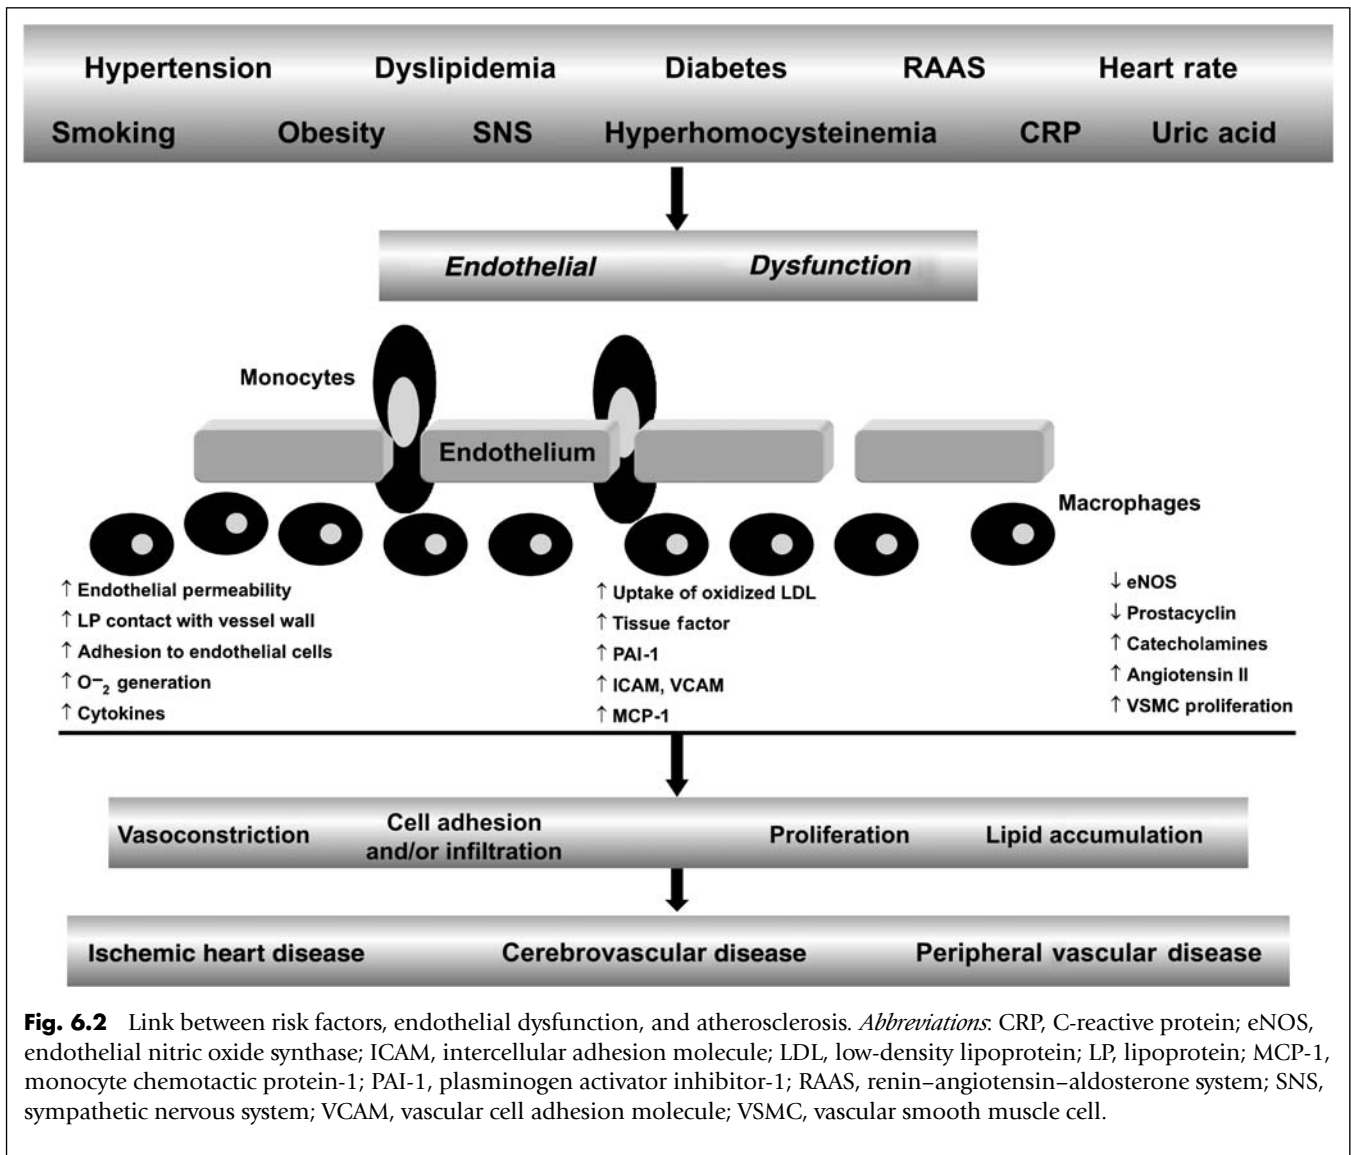 Hypertension Dyslipidemia Diabetes RAAS Heart rate
Smoking Obesity SNS Hyperhomocysteinemia CRP Uric acid
Endothelial Dysfunction
Monocytes
Endothelium
Macrophages
↑ Endothelial permeability
↑ LP contact with vessel wall
↑ Adhesion to endothelial cells
↑ O⁻₂ generation
↑ Cytokines
↑ Uptake of oxidized LDL
↑ Tissue factor
↑ PAI-1
↑ ICAM, VCAM
↑ MCP-1
↓ eNOS
↓ Prostacyclin
↑ Catecholamines
↑ Angiotensin II
↑ VSMC proliferation
Vasoconstriction
Cell adhesion
and/or infiltration
Proliferation
Lipid accumulation
Ischemic heart disease Cerebrovascular disease Peripheral vascular disease
Fig. 6.2 Link between risk factors, endothelial dysfunction, and atherosclerosis. Abbreviations: CRP, C-reactive protein; eNOS,
endothelial nitric oxide synthase; ICAM, intercellular adhesion molecule; LDL, low-density lipoprotein; LP, lipoprotein; MCP-1,
monocyte chemotactic protein-1; PAI-1, plasminogen activator inhibitor-1; RAAS, renin–angiotensin–aldosterone system; SNS,
sympathetic nervous system; VCAM, vascular cell adhesion molecule; VSMC, vascular smooth muscle cell.